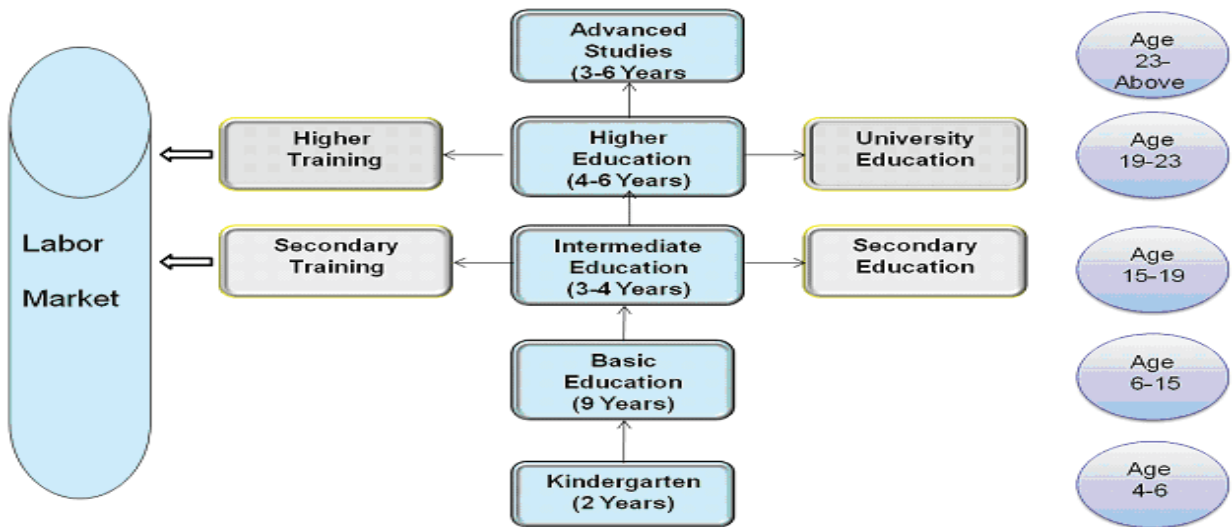 Advanced
Studies
(3-6 Years
Age
23-
Above
Higher
Training
Higher
Education
(4-6 Years)
University
Education
Age
19-23
Labor
Market
Secondary
Training
Intermediate
Education
(3-4 Years)
Secondary
Education
Age
15-19
Basic
Education
(9 Years)
Age
6-15
Kindergarten
(2 Years)
Age
4-6